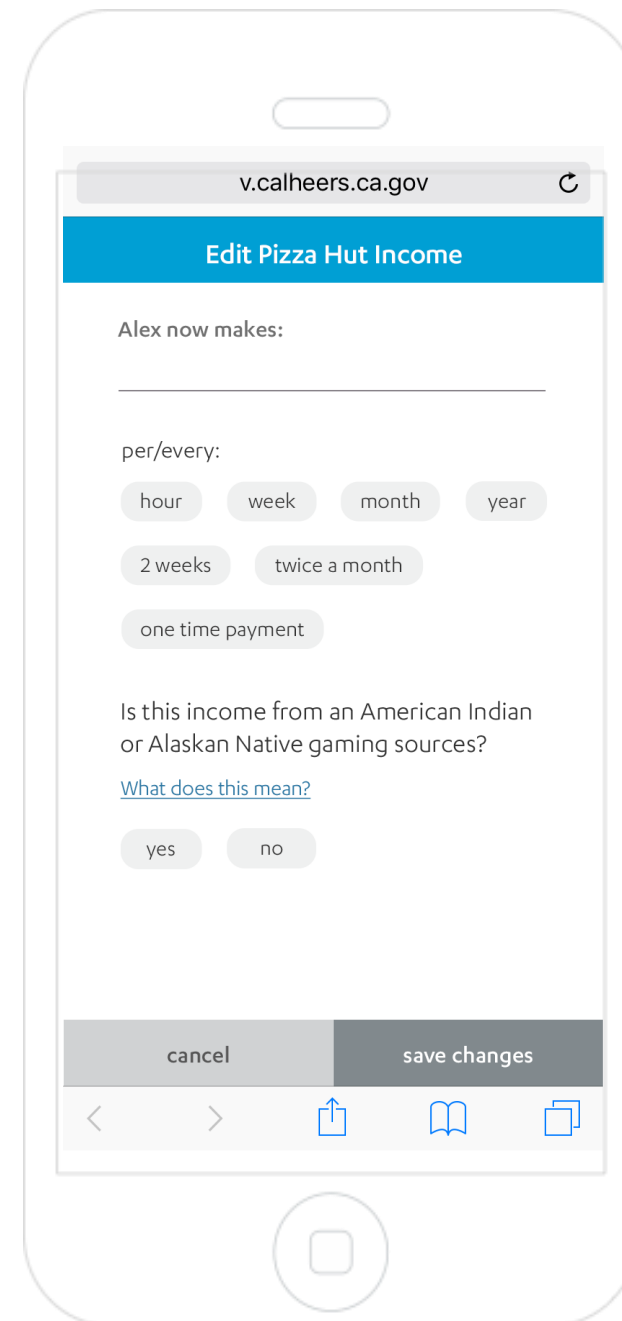 v.calheers.ca.gov
Edit Pizza Hut Income
Alex now makes:
per/every:
hour week month year
2 weeks twice a month
one time payment
Is this income from an American Indian
or Alaskan Native gaming sources?
What does this mean?
yes no
cancel save changes